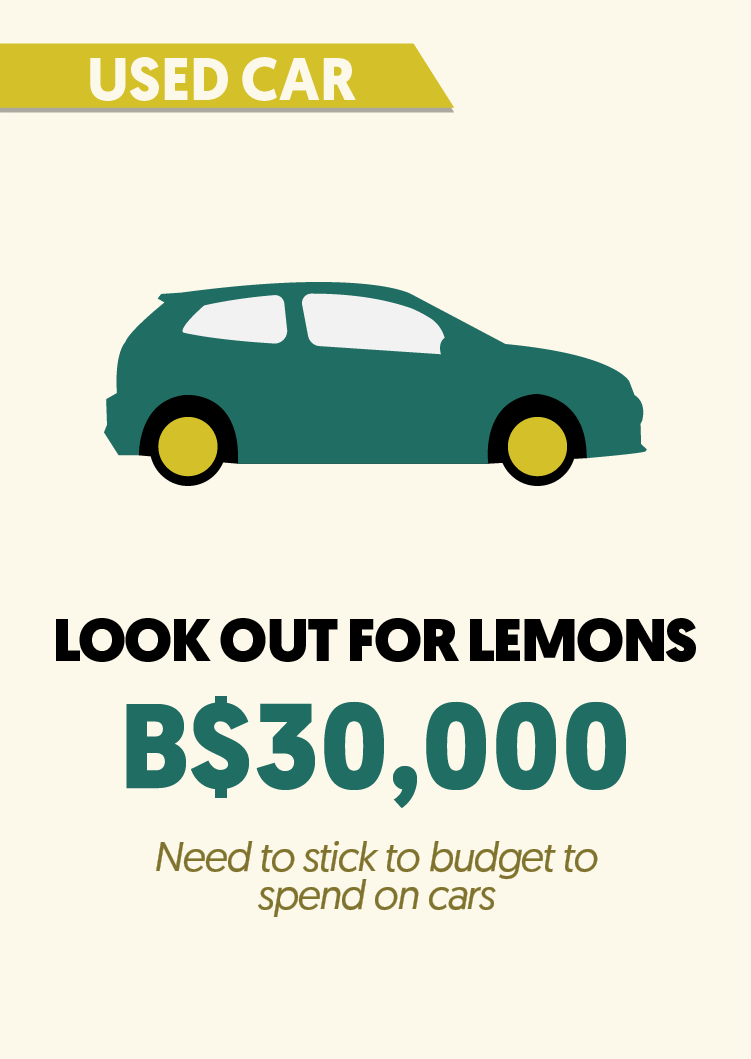 USED CAR
LOOK OUT FOR LEMONS
B$30,000
Need to stick to budget to
spend on cars